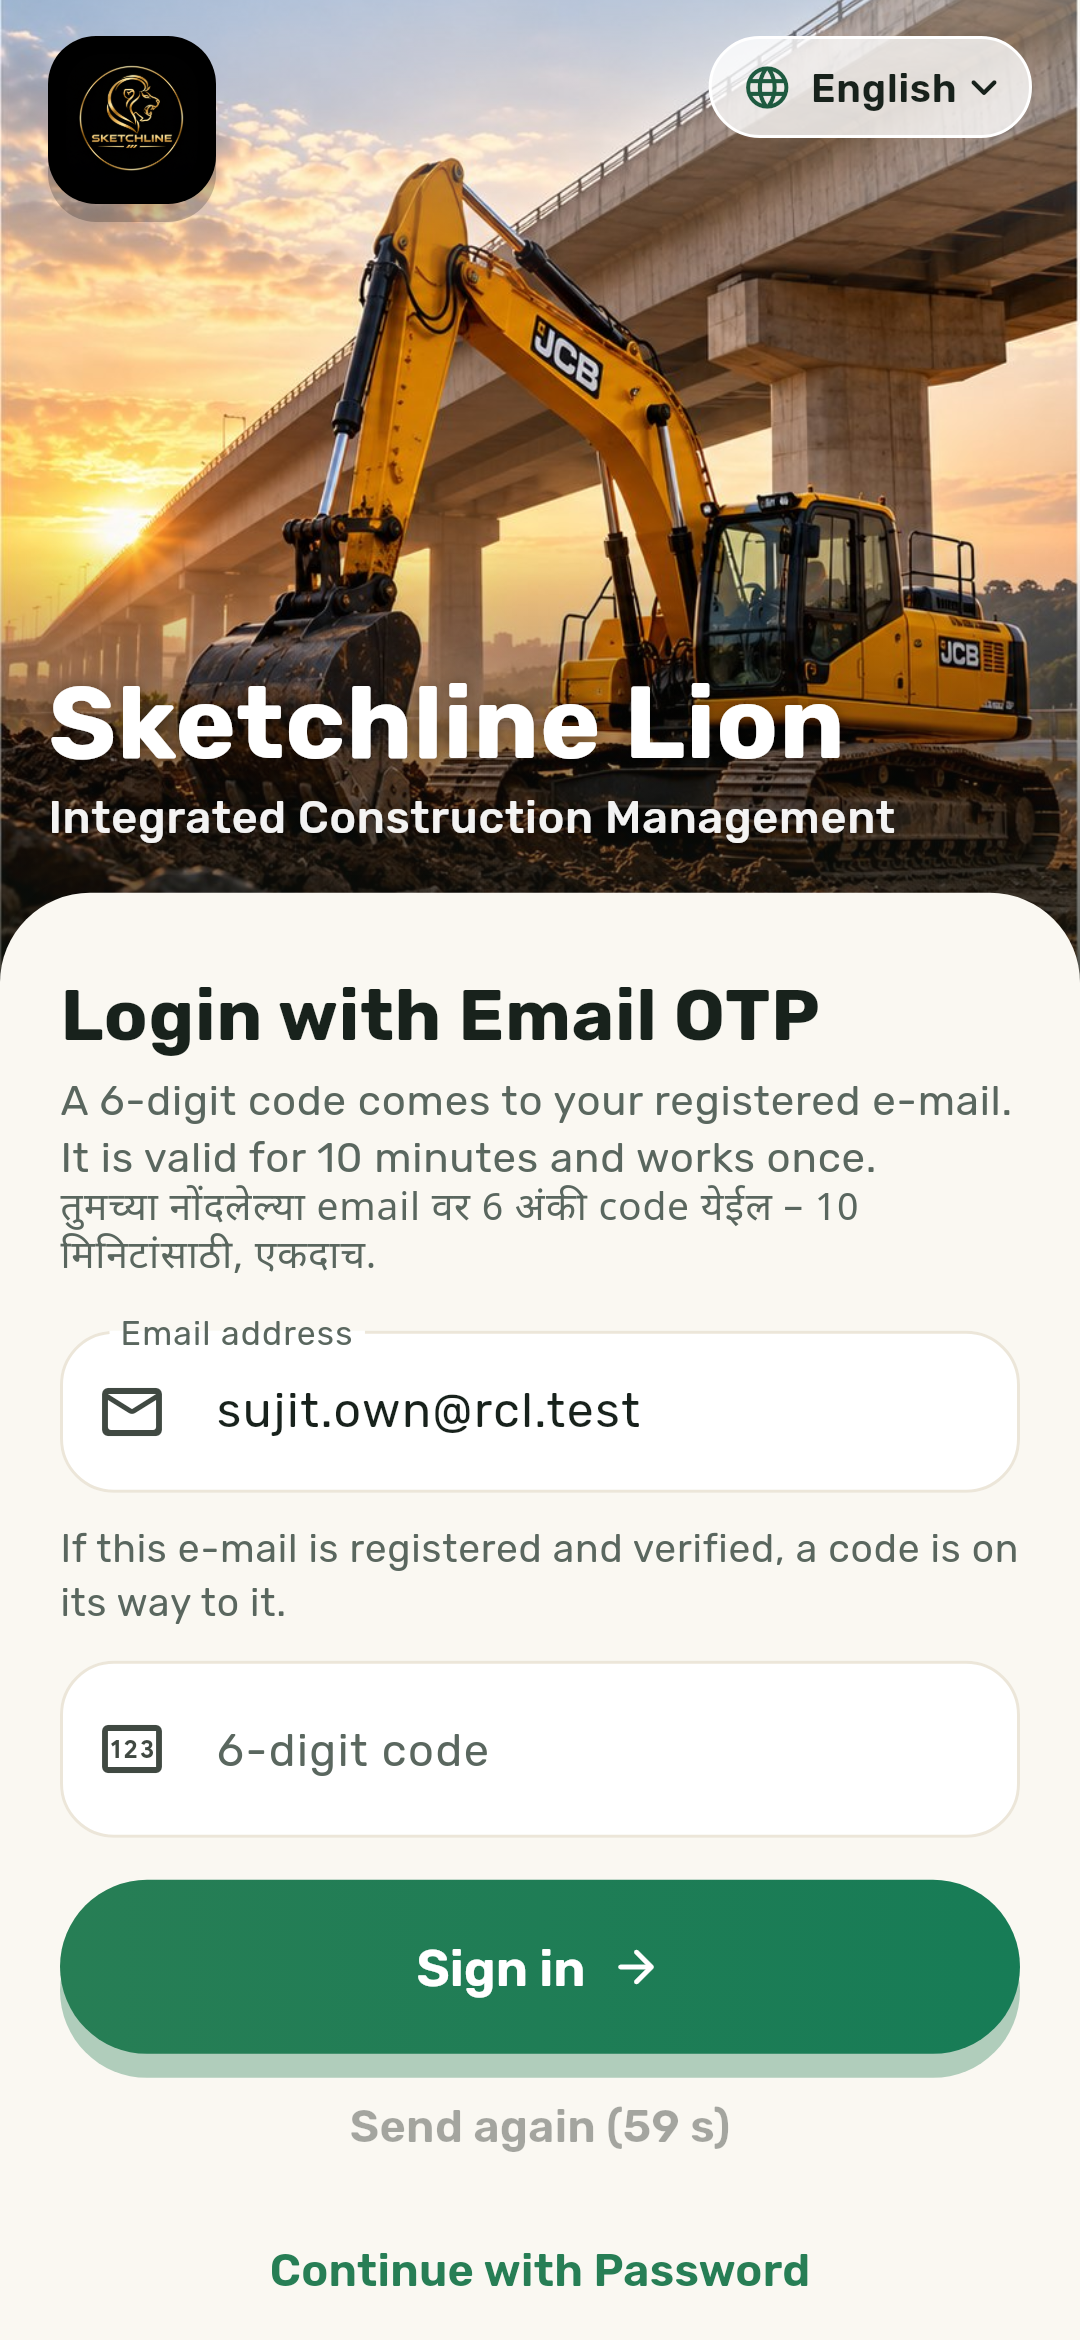 SKETCHLINE
English
JCB
JCB
Sketchline Lion
Integrated Construction Management
Login with Email OTP
A 6-digit code comes to your registered e-mail.
It is valid for 10 minutes and works once.
तुमच्या नोंदलेल्या email वर 6 अंकी code येईल – 10
मिनिटांसाठी, एकदाच.
Email address
sujit.own@rcl.test
If this e-mail is registered and verified, a code is on
its way to it.
123
6-digit code
Sign in
Send again (59 s)
Continue with Password